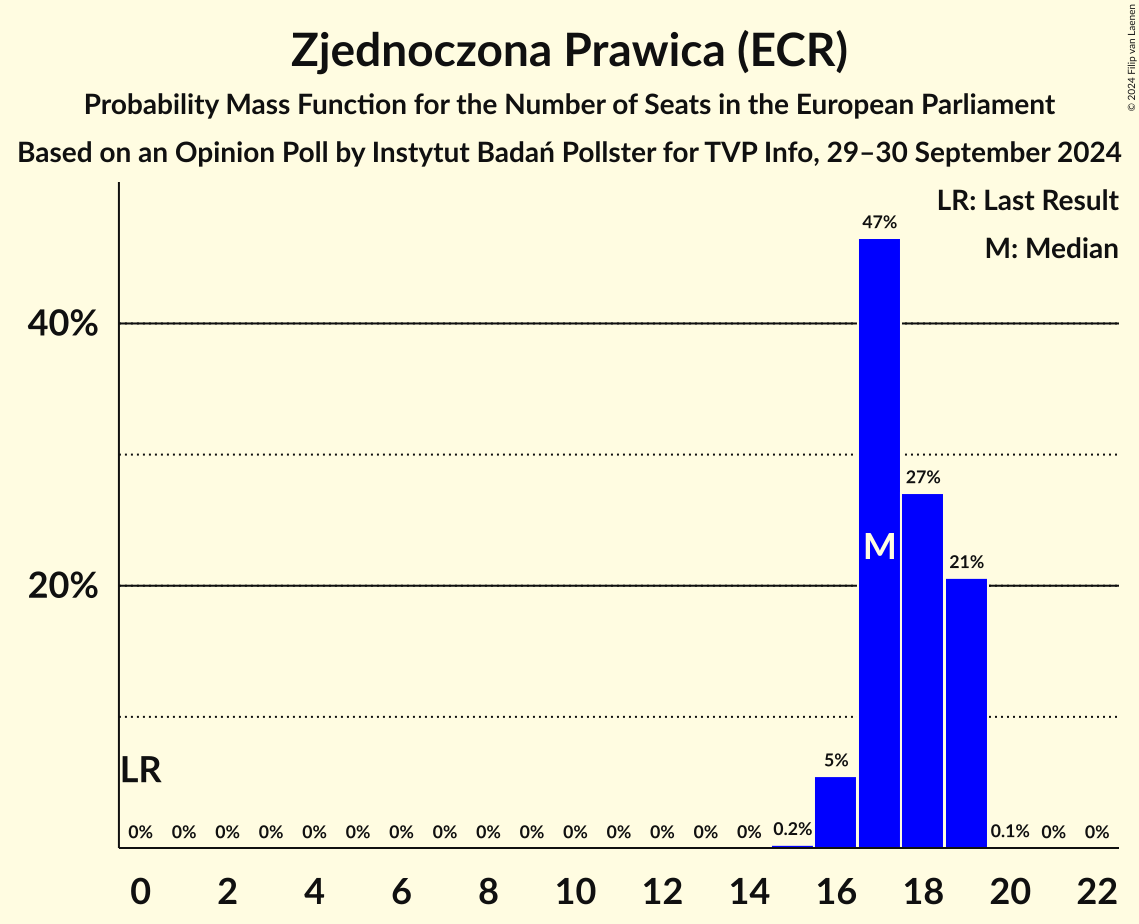 Zjednoczona Prawica (ECR)
Probability Mass Function for the Number of Seats in the European Parliament
Based on an Opinion Poll by Instytut Badań Pollster for TVP Info, 29–30 September 2024
© 2024 Filip van Laenen
LR: Last Result
M: Median
47%
40%
27%
M
21%
20%
5%
LR
0% 0% 0% 0% 0% 0% 0% 0% 0% 0% 0% 0% 0% 0% 0% 0.2% 0.1% 0% 0%
0 2 4 6 8 10 12 14 16 18 20 22